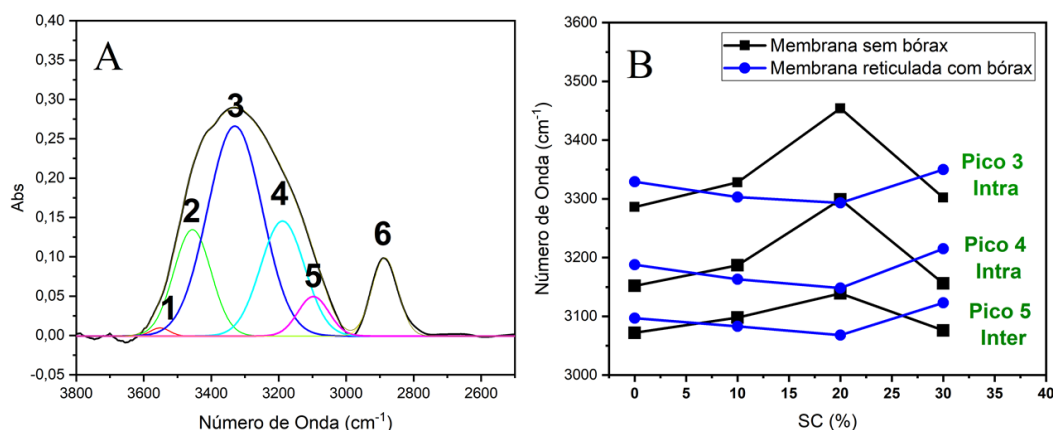 A
Abs
0,40
0,35
0,30
0,25
0,20
0,15
0,10
0,05
0,00
-0,05
1
2
3
4
5
6
3800 3600 3400 3200 3000 2800 2600
Número de Onda (cm-1)
B
Membrana sem bórax
Membrana reticulada com bórax
Número de Onda (cm-1)
3600
3500
3400
3300
3200
3100
3000
Pico 3
Intra
Pico 4
Intra
Pico 5
Inter
0 5 10 15 20 25 30 35 40
SC (%)